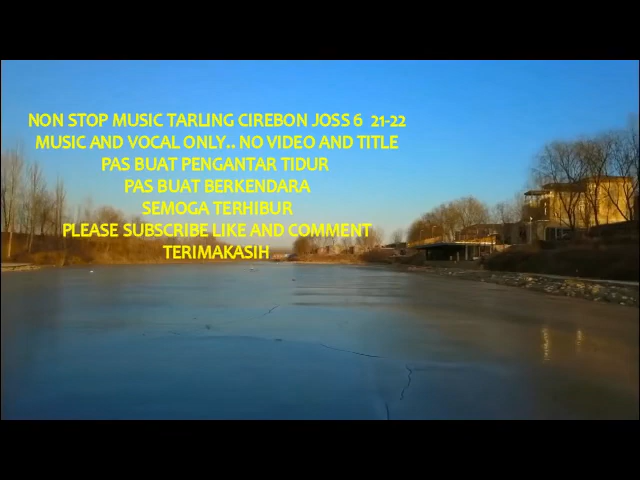 NON STOP MUSIC TARLING CIREBON JOSS 6 21-22
MUSIC AND VOCAL ONLY.. NO VIDEO AND TITLE
PAS BUAT PENGANTAR TIDUR
PAS BUAT BERKENDARA
SEMOGA TERHIBUR
PLEASE SUBSCRIBE LIKE AND COMMENT
TERIMAKASIH